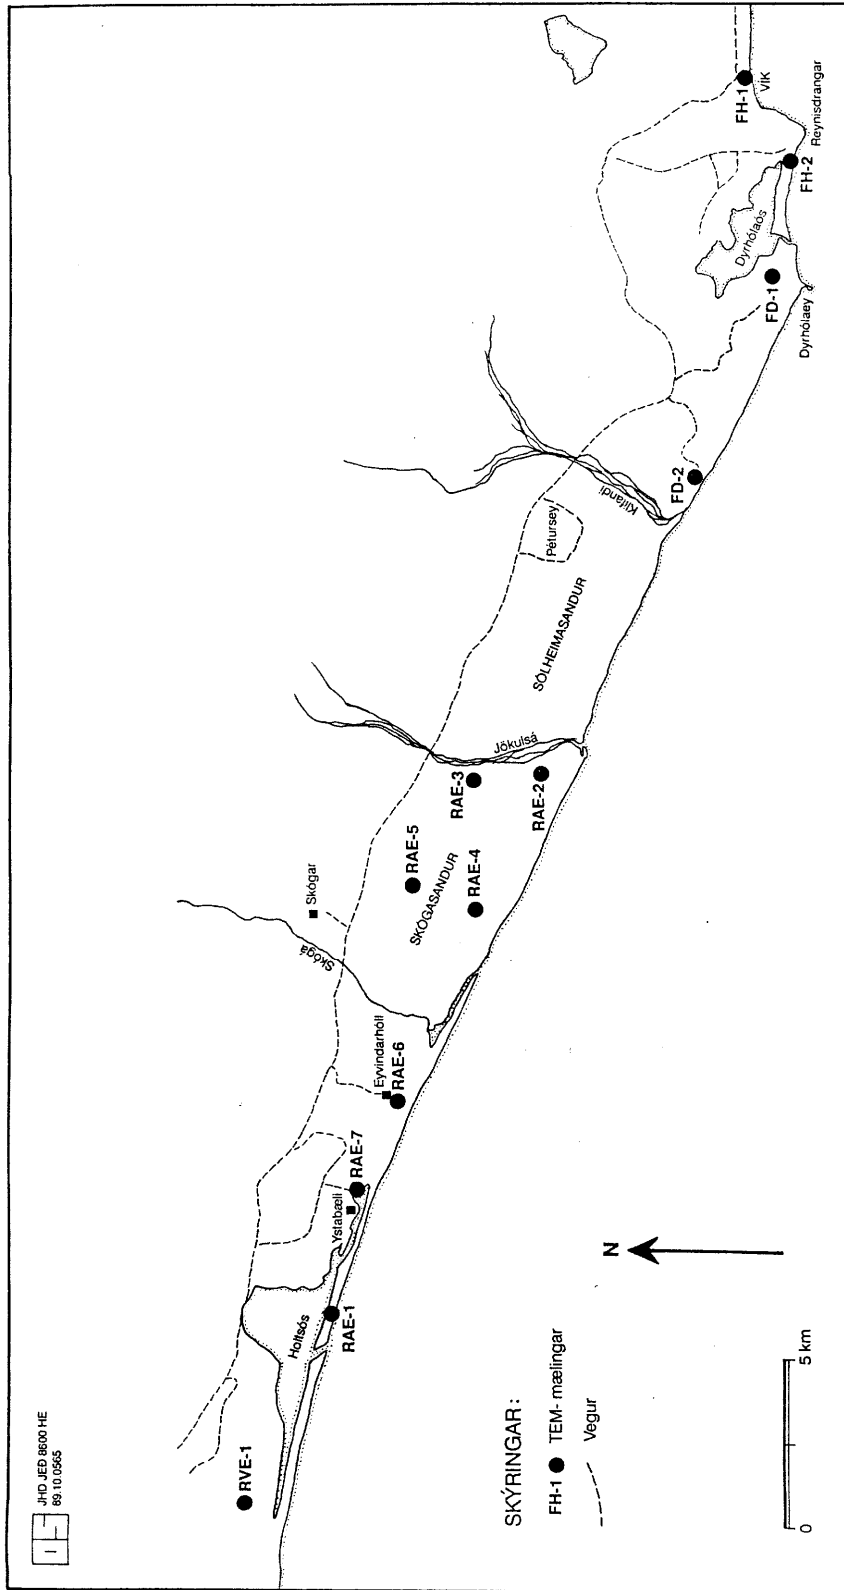 JHD JEÐ 8600 HE
89.10.0565
RVE-1
Holtsós
RAE-1
Ystabæli
RAE-7
Eyvindarhóll
RAE-6
Skógá
Skógar
SKÓGASANDUR
RAE-5
RAE-4
RAE-3
RAE-2
Jökulsá
SÓLHEIMASANDUR
Pétursey
Klifandi
FD-2
FD-1
Dyrhólaey
Dyrhólaós
FH-2
Reynisdrangar
FH-1
VÍK
N
SKÝRINGAR:
FH-1 TEM- mælingar
Vegur
0 5 km